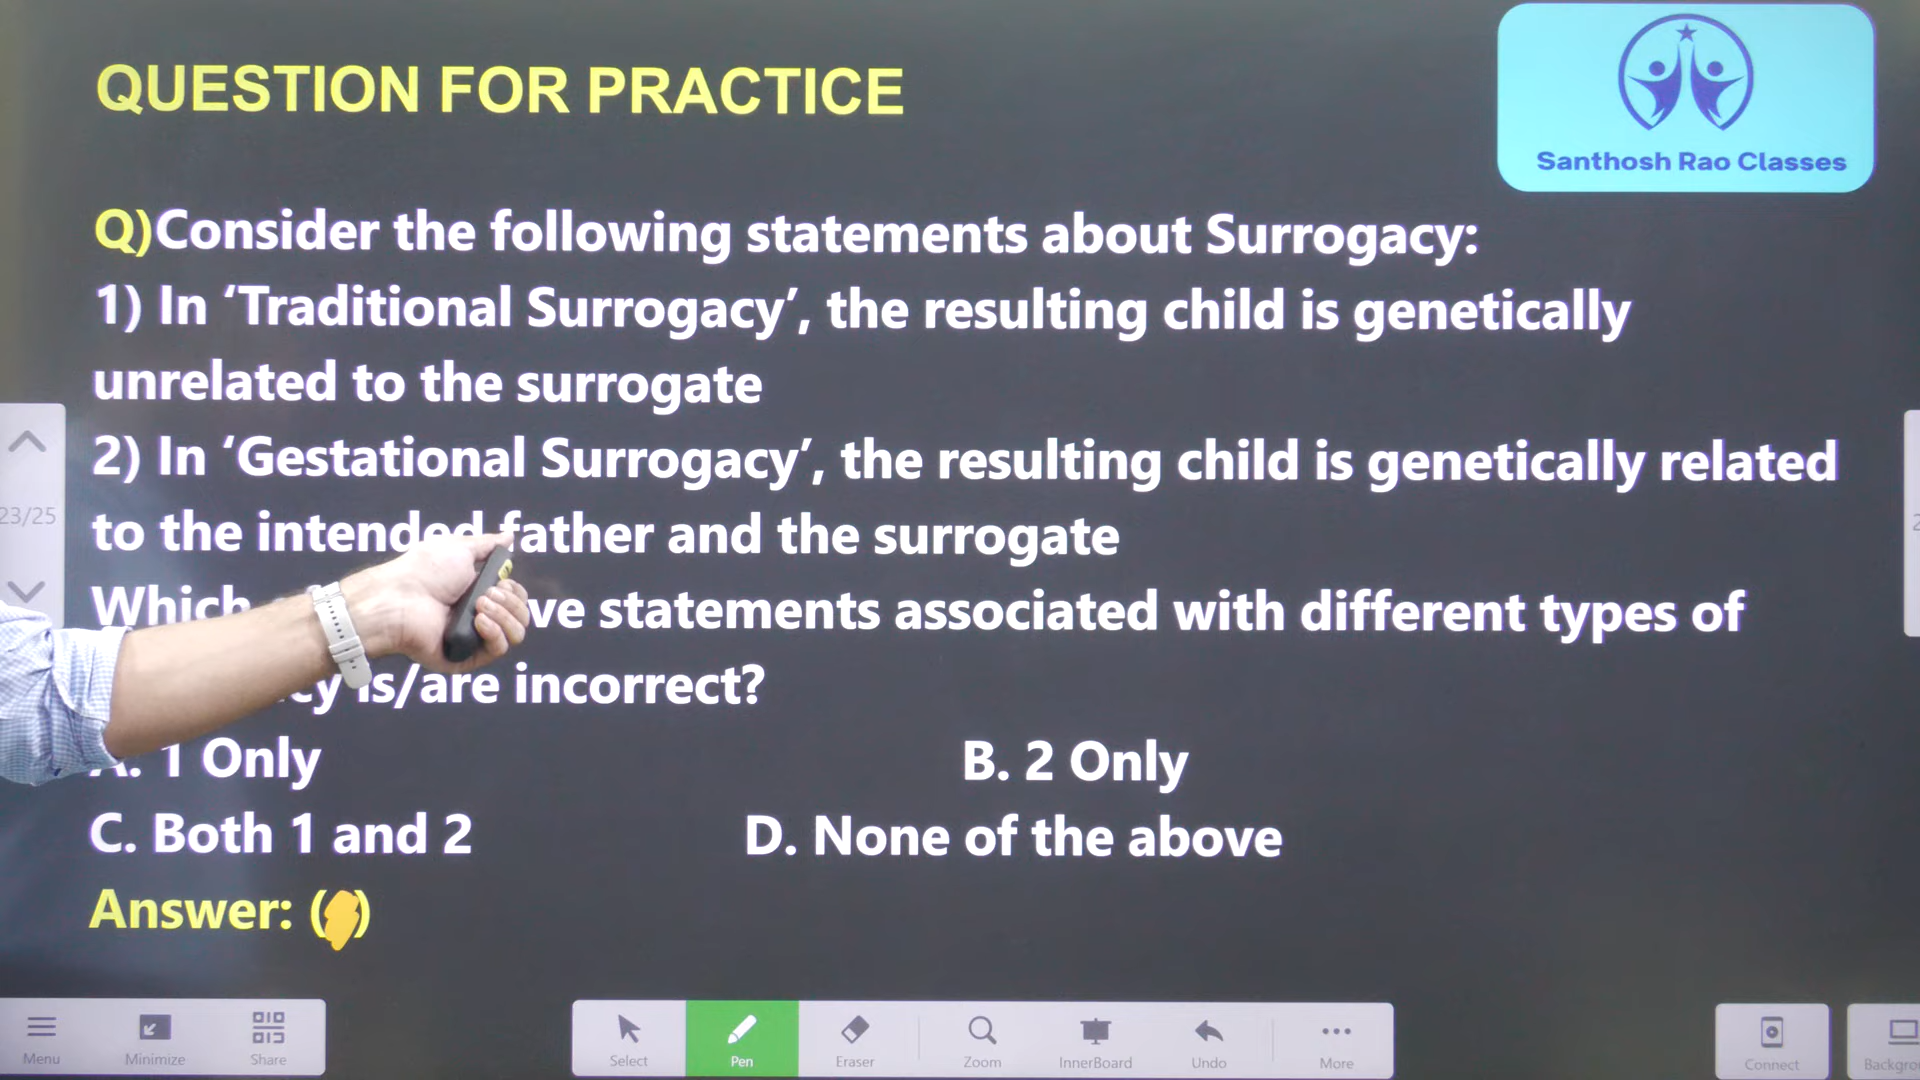 QUESTION FOR PRACTICE
Santhosh Rao Classes
Q)Consider the following statements about Surrogacy:
1) In ‘Traditional Surrogacy’, the resulting child is genetically
unrelated to the surrogate
2) In ‘Gestational Surrogacy’, the resulting child is genetically related
to the intended father and the surrogate
Which statements associated with different types of
is/are incorrect?
A. 1 Only
B. 2 Only
C. Both 1 and 2
D. None of the above
Answer: ()
23/25
Menu
Minimize
Share
Select
Pen
Eraser
Zoom
InnerBoard
Undo
More
Connect